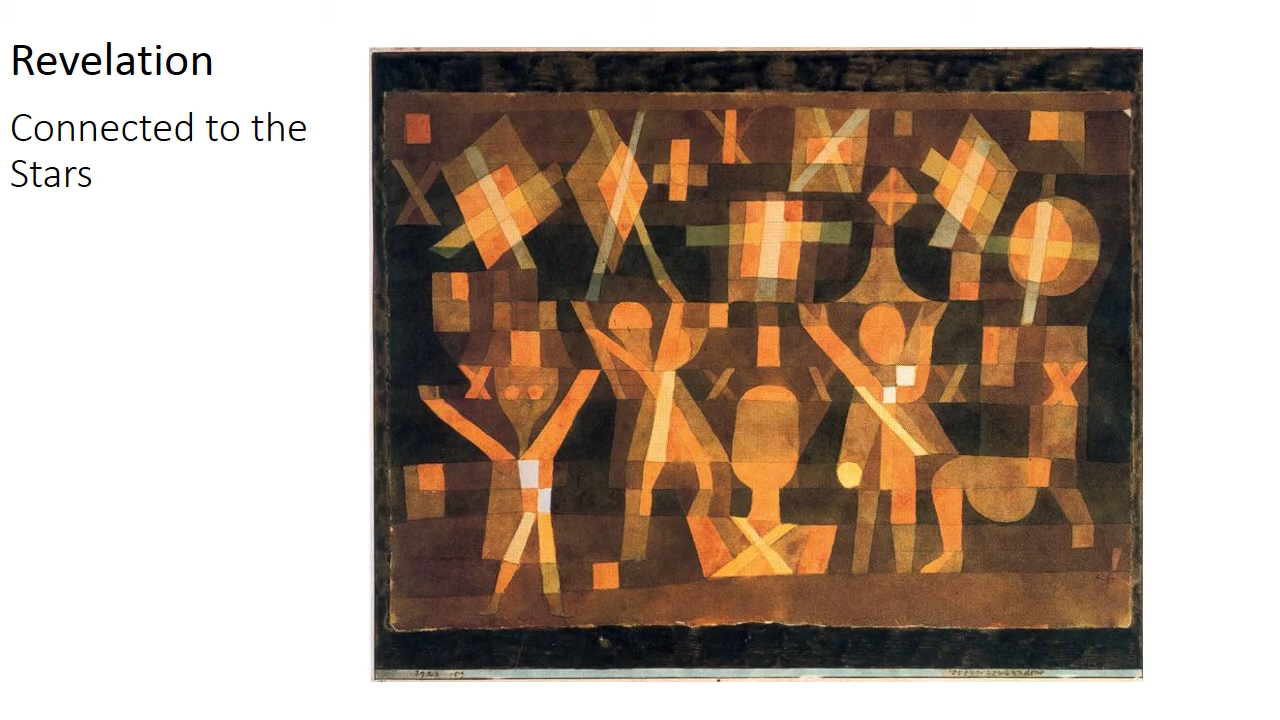 Revelation
Connected to the
Stars